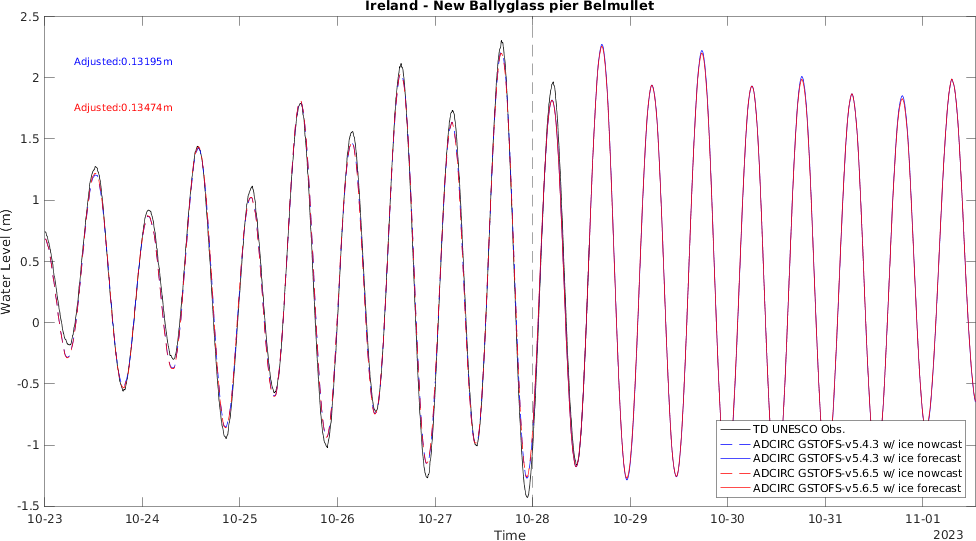 Ireland - New Ballyglass pier Belmullet
2.5
2
1.5
1
0.5
0
-0.5
-1
-1.5
Water Level (m)
Adjusted:0.13195m
Adjusted:0.13474m
TD UNESCO Obs.
ADCIRC GSTOFS-v5.4.3 w/ ice nowcast
ADCIRC GSTOFS-v5.4.3 w/ ice forecast
ADCIRC GSTOFS-v5.6.5 w/ ice nowcast
ADCIRC GSTOFS-v5.6.5 w/ ice forecast
10-23 10-24 10-25 10-26 10-27 10-28 10-29 10-30 10-31 11-01
Time
2023